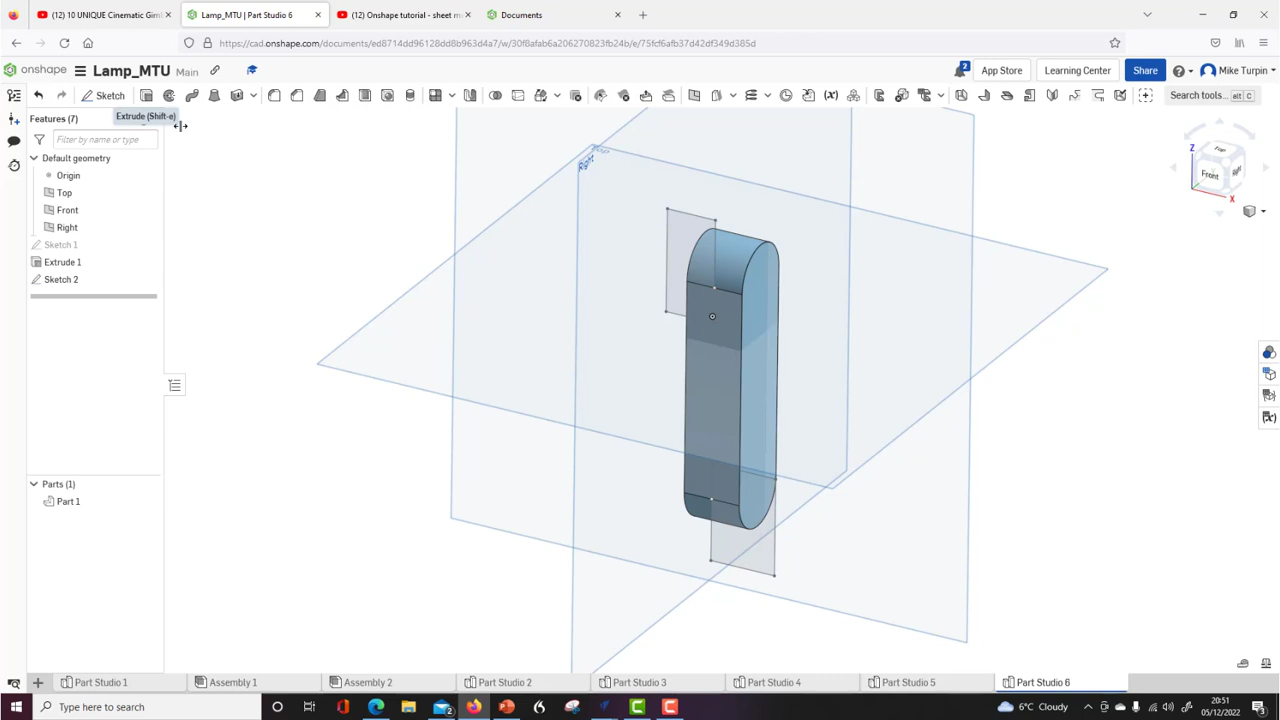 (12) 10 UNIQUE Cinematic Gim
Lamp_MTU | Part Studio 6
(12) Onshape tutorial - sheet m
Documents
https://cad.onshape.com/documents/ed8714dd96128dd8b963d4a7/w/30f8afab6a206270823fb24b/e/75fcf6afb37d42df349d385d
onshape
Lamp_MTU Main
2
App Store
Learning Center
Share
Mike Turpin
Sketch
Search tools... alt C
Extrude (Shift-e)
Features (7)
Filter by name or type
Default geometry
Origin
Top
Front
Right
Sketch 1
Extrude 1
Sketch 2
Parts (1)
Part 1
Top
Right
Z
Top
Front
Right
X
Part Studio 1
Assembly 1
Assembly 2
Part Studio 2
Part Studio 3
Part Studio 4
Part Studio 5
Part Studio 6
Type here to search
6°C Cloudy
20:51
05/12/2022